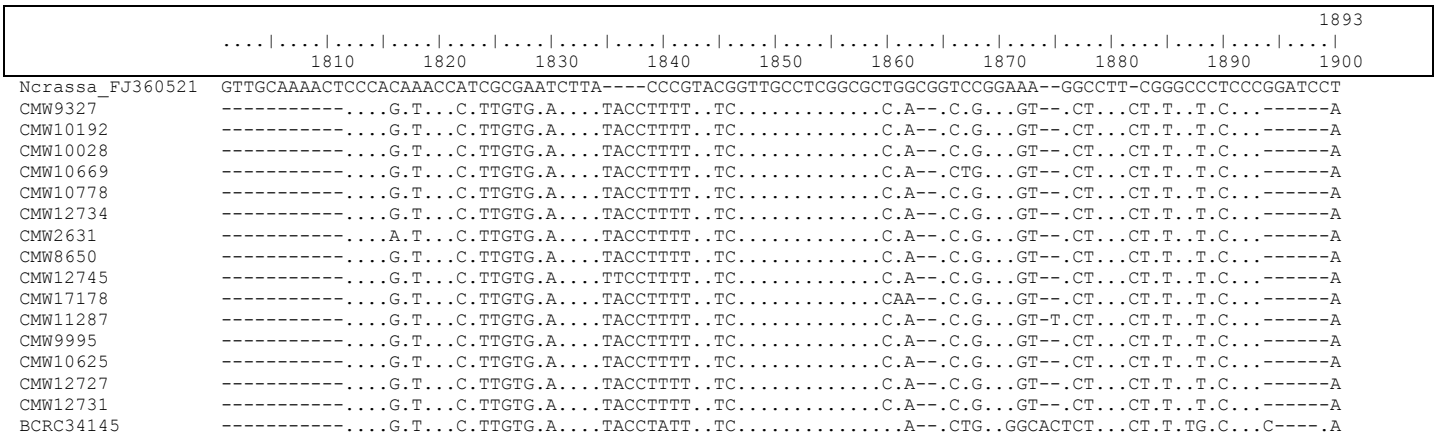 1893
....|....|....|....|....|....|....|....|....|....|....|....|....|....|....|....|....|....|....|....|
1810 1820 1830 1840 1850 1860 1870 1880 1890 1900
Ncrassa_FJ360521 GTTGCAAAACTCCCACAAACCATCGCGAATCTTA----CCCGTACGGTTGCCTCGGCGCTGGCGGTCCGGAAA--GGCCTT-CGGGCCCTCCCGGATCCT
CMW9327 -----------....G.T...C.TTGTG.A....TACCTTTT..TC.............C.A--.C.G...GT--.CT...CT.T..T.C...------A
CMW10192 -----------....G.T...C.TTGTG.A....TACCTTTT..TC.............C.A--.C.G...GT--.CT...CT.T..T.C...------A
CMW10028 -----------....G.T...C.TTGTG.A....TACCTTTT..TC.............C.A--.C.G...GT--.CT...CT.T..T.C...------A
CMW10669 -----------....G.T...C.TTGTG.A....TACCTTTT..TC.............C.A--.CTG...GT--.CT...CT.T..T.C...------A
CMW10778 -----------....G.T...C.TTGTG.A....TACCTTTT..TC.............C.A--.C.G...GT--.CT...CT.T..T.C...------A
CMW12734 -----------....G.T...C.TTGTG.A....TACCTTTT..TC.............C.A--.C.G...GT--.CT...CT.T..T.C...------A
CMW2631 -----------....A.T...C.TTGTG.A....TACCTTTT..TC.............C.A--.C.G...GT--.CT...CT.T..T.C...------A
CMW8650 -----------....G.T...C.TTGTG.A....TACCTTTT..TC.............C.A--.C.G...GT--.CT...CT.T..T.C...------A
CMW12745 -----------....G.T...C.TTGTG.A....TTCCTTTT..TC.............C.A--.C.G...GT--.CT...CT.T..T.C...------A
CMW17178 -----------....G.T...C.TTGTG.A....TACCTTTT..TC.............CAA--.C.G...GT--.CT...CT.T..T.C...------A
CMW11287 -----------....G.T...C.TTGTG.A....TACCTTTT..TC.............C.A--.C.G...GT-T.CT...CT.T..T.C...------A
CMW9995 -----------....G.T...C.TTGTG.A....TACCTTTT..TC.............C.A--.C.G...GT--.CT...CT.T..T.C...------A
CMW10625 -----------....G.T...C.TTGTG.A....TACCTTTT..TC.............C.A--.C.G...GT--.CT...CT.T..T.C...------A
CMW12727 -----------....G.T...C.TTGTG.A....TACCTTTT..TC.............C.A--.C.G...GT--.CT...CT.T..T.C...------A
CMW12731 -----------....G.T...C.TTGTG.A....TACCTTTT..TC.............C.A--.C.G...GT--.CT...CT.T..T.C...------A
BCRC34145 -----------....G.T...C.TTGTG.A....TACCTATT..TC...............A--.CTG..GGCACTCT...CT.T.TG.C...C----.A